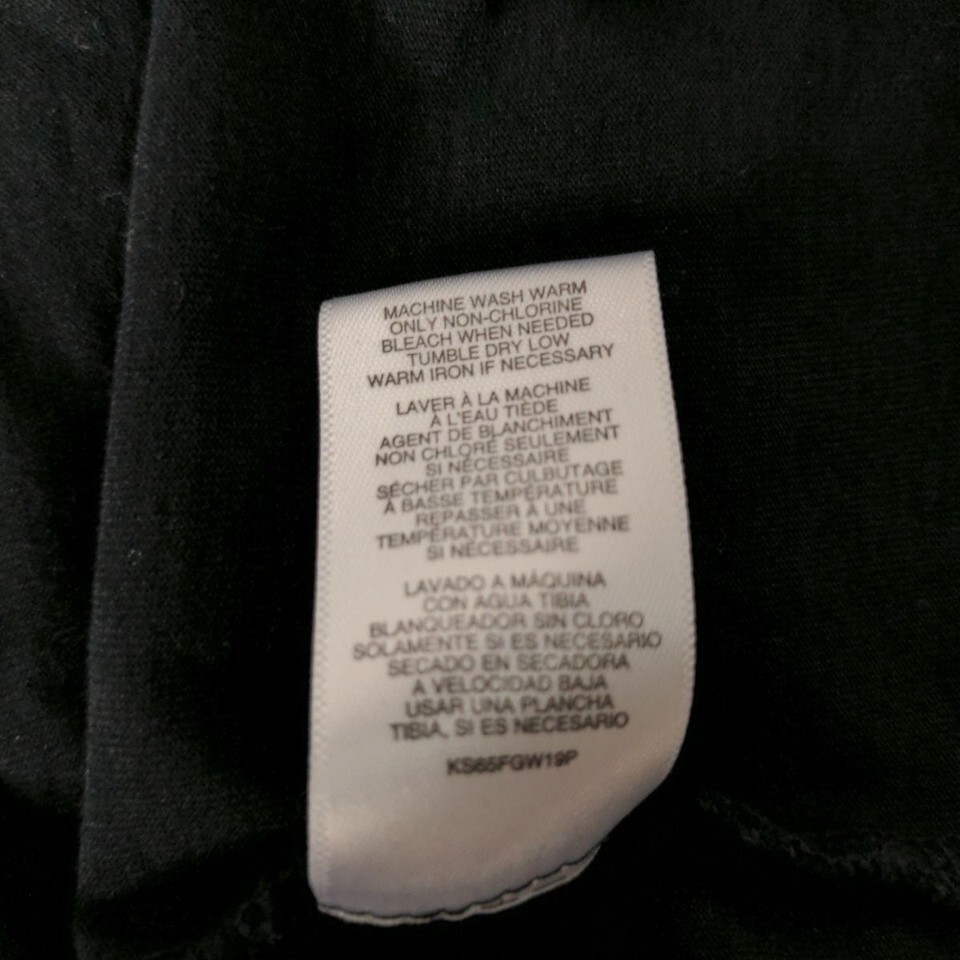 MACHINE WASH WARM
ONLY NON-CHLORINE
BLEACH WHEN NEEDED
TUMBLE DRY LOW
WARM IRON IF NECESSARY
LAVER À LA MACHINE
À L'EAU TIÈDE
AGENT DE BLANCHIMENT
NON CHLORÉ SEULEMENT
SI NÉCESSAIRE
SÉCHER PAR CULBUTAGE
À BASSE TEMPÉRATURE
REPASSER À UNE
TEMPÉRATURE MOYENNE
SI NÉCESSAIRE
LAVADO A MÁQUINA
CON AGUA TIBIA
BLANQUEADOR SIN CLORO
SOLAMENTE SI ES NECESARIO
SECADO EN SECADORA
A VELOCIDAD BAJA
USAR UNA PLANCHA
TIBIA, SI ES NECESARIO
KS65FGW19P